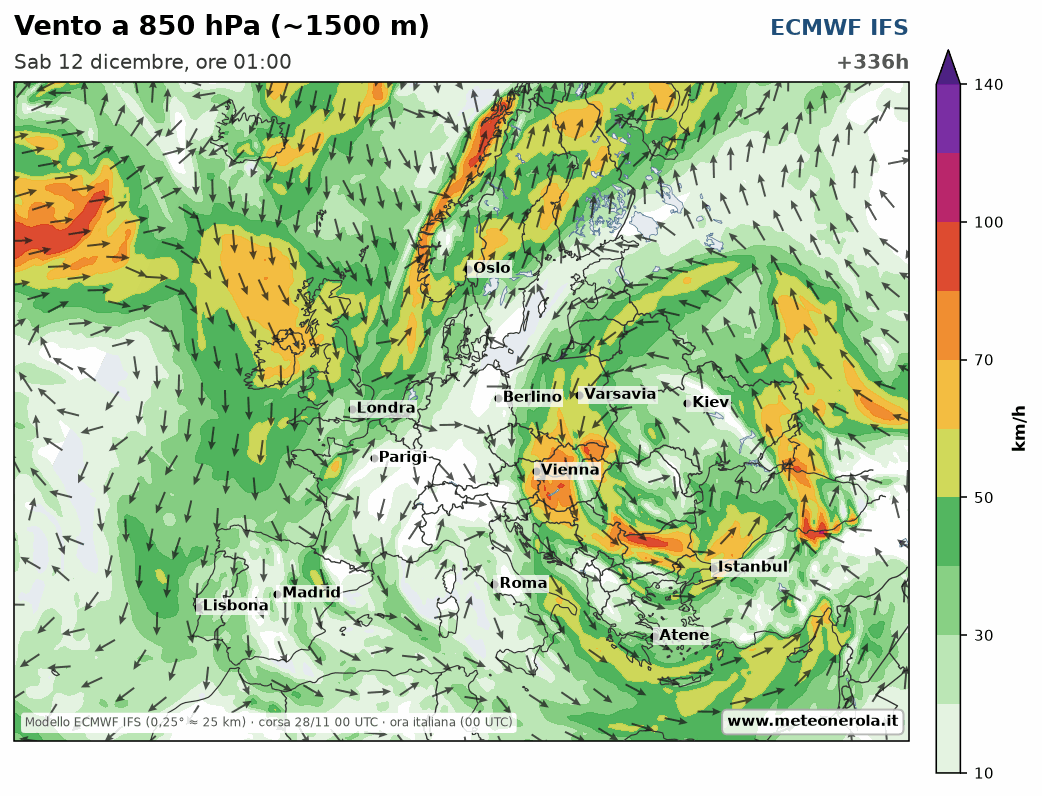 Vento a 850 hPa (~1500 m)
ECMWF IFS
Sab 12 dicembre, ore 01:00
+336h
140
100
70
50
30
10
km/h
Oslo
Berlino
Varsavia
Kiev
Londra
Parigi
Vienna
Istanbul
Roma
Madrid
Lisbona
Atene
Modello ECMWF IFS (0,25° ≈ 25 km) · corsa 28/11 00 UTC · ora italiana (00 UTC)
www.meteonerola.it